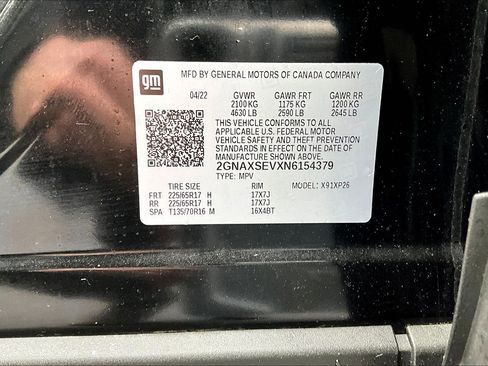 gm
MFD BY GENERAL MOTORS OF CANADA COMPANY
04/22 GVWR GAWR FRT GAWR RR
2100 KG 1175 KG 1200 KG
4630 LB 2590 LB 2645 LB
THIS VEHICLE CONFORMS TO ALL
APPLICABLE U.S. FEDERAL MOTOR
VEHICLE SAFETY AND THEFT PREVENTION
STANDARDS IN EFFECT ON THE DATE OF
MANUFACTURE SHOWN ABOVE.
2GNAXSEVXN6154379
TYPE: MPV
TIRE SIZE RIM MODEL: X91XP26
FRT 225/65R17 H 17X7J
RR 225/65R17 H 17X7J
SPA T135/70R16 M 16X4BT